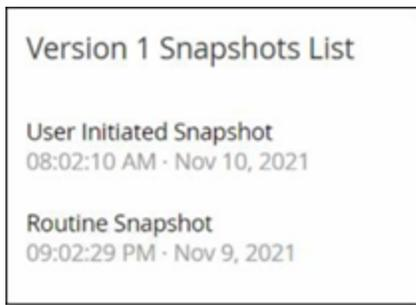 Version 1 Snapshots List
User Initiated Snapshot
08:02:10 AM · Nov 10, 2021
Routine Snapshot
09:02:29 PM · Nov 9, 2021